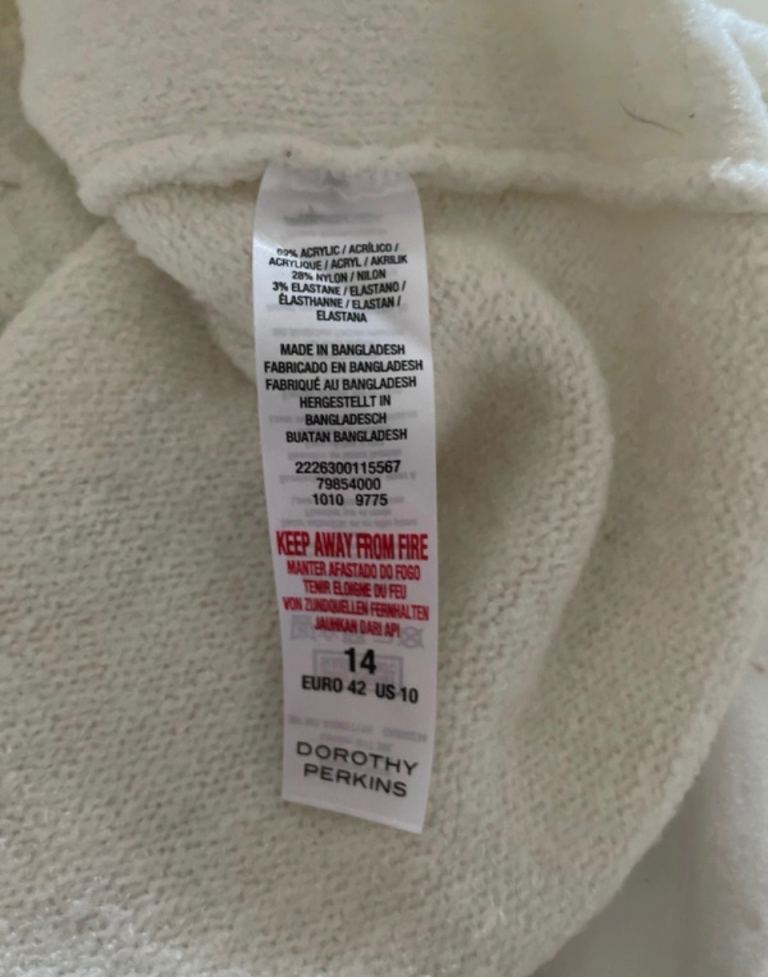 69% ACRYLIC / ACRÍLICO /
ACRYLIQUE / ACRYL / AKRILIK
28% NYLON / NILON
3% ELASTANE / ELASTANO /
ÉLASTHANNE / ELASTAN /
ELASTANA
MADE IN BANGLADESH
FABRICADO EN BANGLADESH
FABRIQUÉ AU BANGLADESH
HERGESTELLT IN
BANGLADESCH
BUATAN BANGLADESH
2226300115567
79854000
1010 9775
KEEP AWAY FROM FIRE
MANTER AFASTADO DO FOGO
TENIR ELOIGNE DU FEU
VON ZUNDQUELLEN FERNHALTEN
JAUHKAN DARI API
14
EURO 42 US 10
DOROTHY
PERKINS